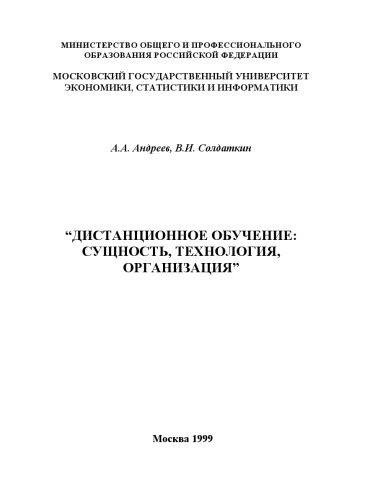 МИНИСТЕРСТВО ОБЩЕГО И ПРОФЕССИОНАЛЬНОГО
ОБРАЗОВАНИЯ РОССИЙСКОЙ ФЕДЕРАЦИИ
МОСКОВСКИЙ ГОСУДАРСТВЕННЫЙ УНИВЕРСИТЕТ
ЭКОНОМИКИ, СТАТИСТИКИ И ИНФОРМАТИКИ
А.А. Андреев, В.И. Солдаткин
“ДИСТАНЦИОННОЕ ОБУЧЕНИЕ:
СУЩНОСТЬ, ТЕХНОЛОГИЯ,
ОРГАНИЗАЦИЯ”
Москва 1999